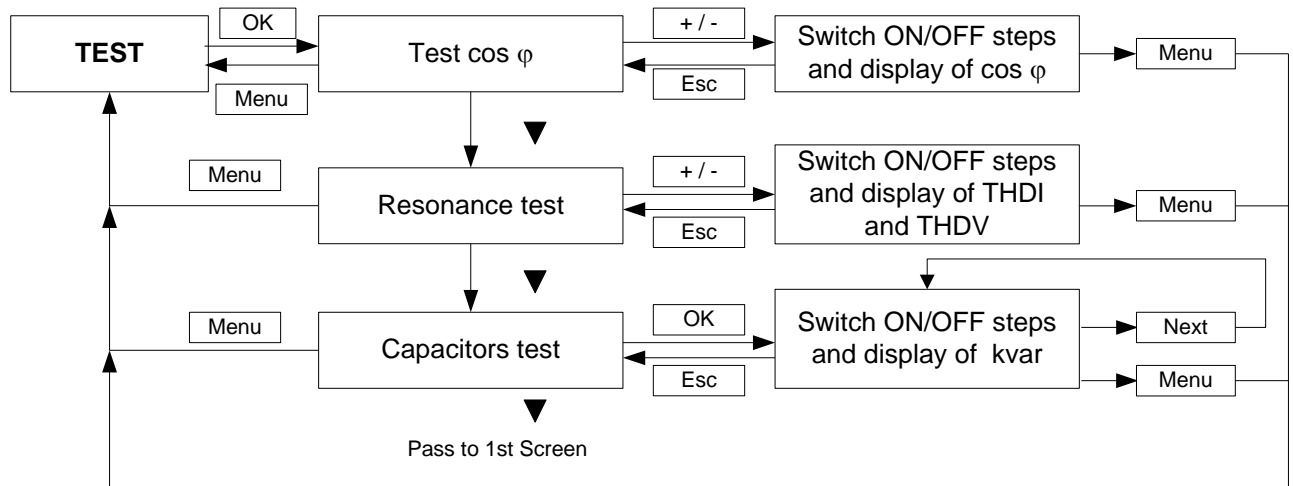 OK
TEST
Menu
Test cos φ
+ / -
Esc
Switch ON/OFF steps
and display of cos φ
Menu
Menu
Resonance test
+ / -
Esc
Switch ON/OFF steps
and display of THDI
and THDV
Menu
Menu
Capacitors test
OK
Esc
Switch ON/OFF steps
and display of kvar
Next
Menu
Pass to 1st Screen